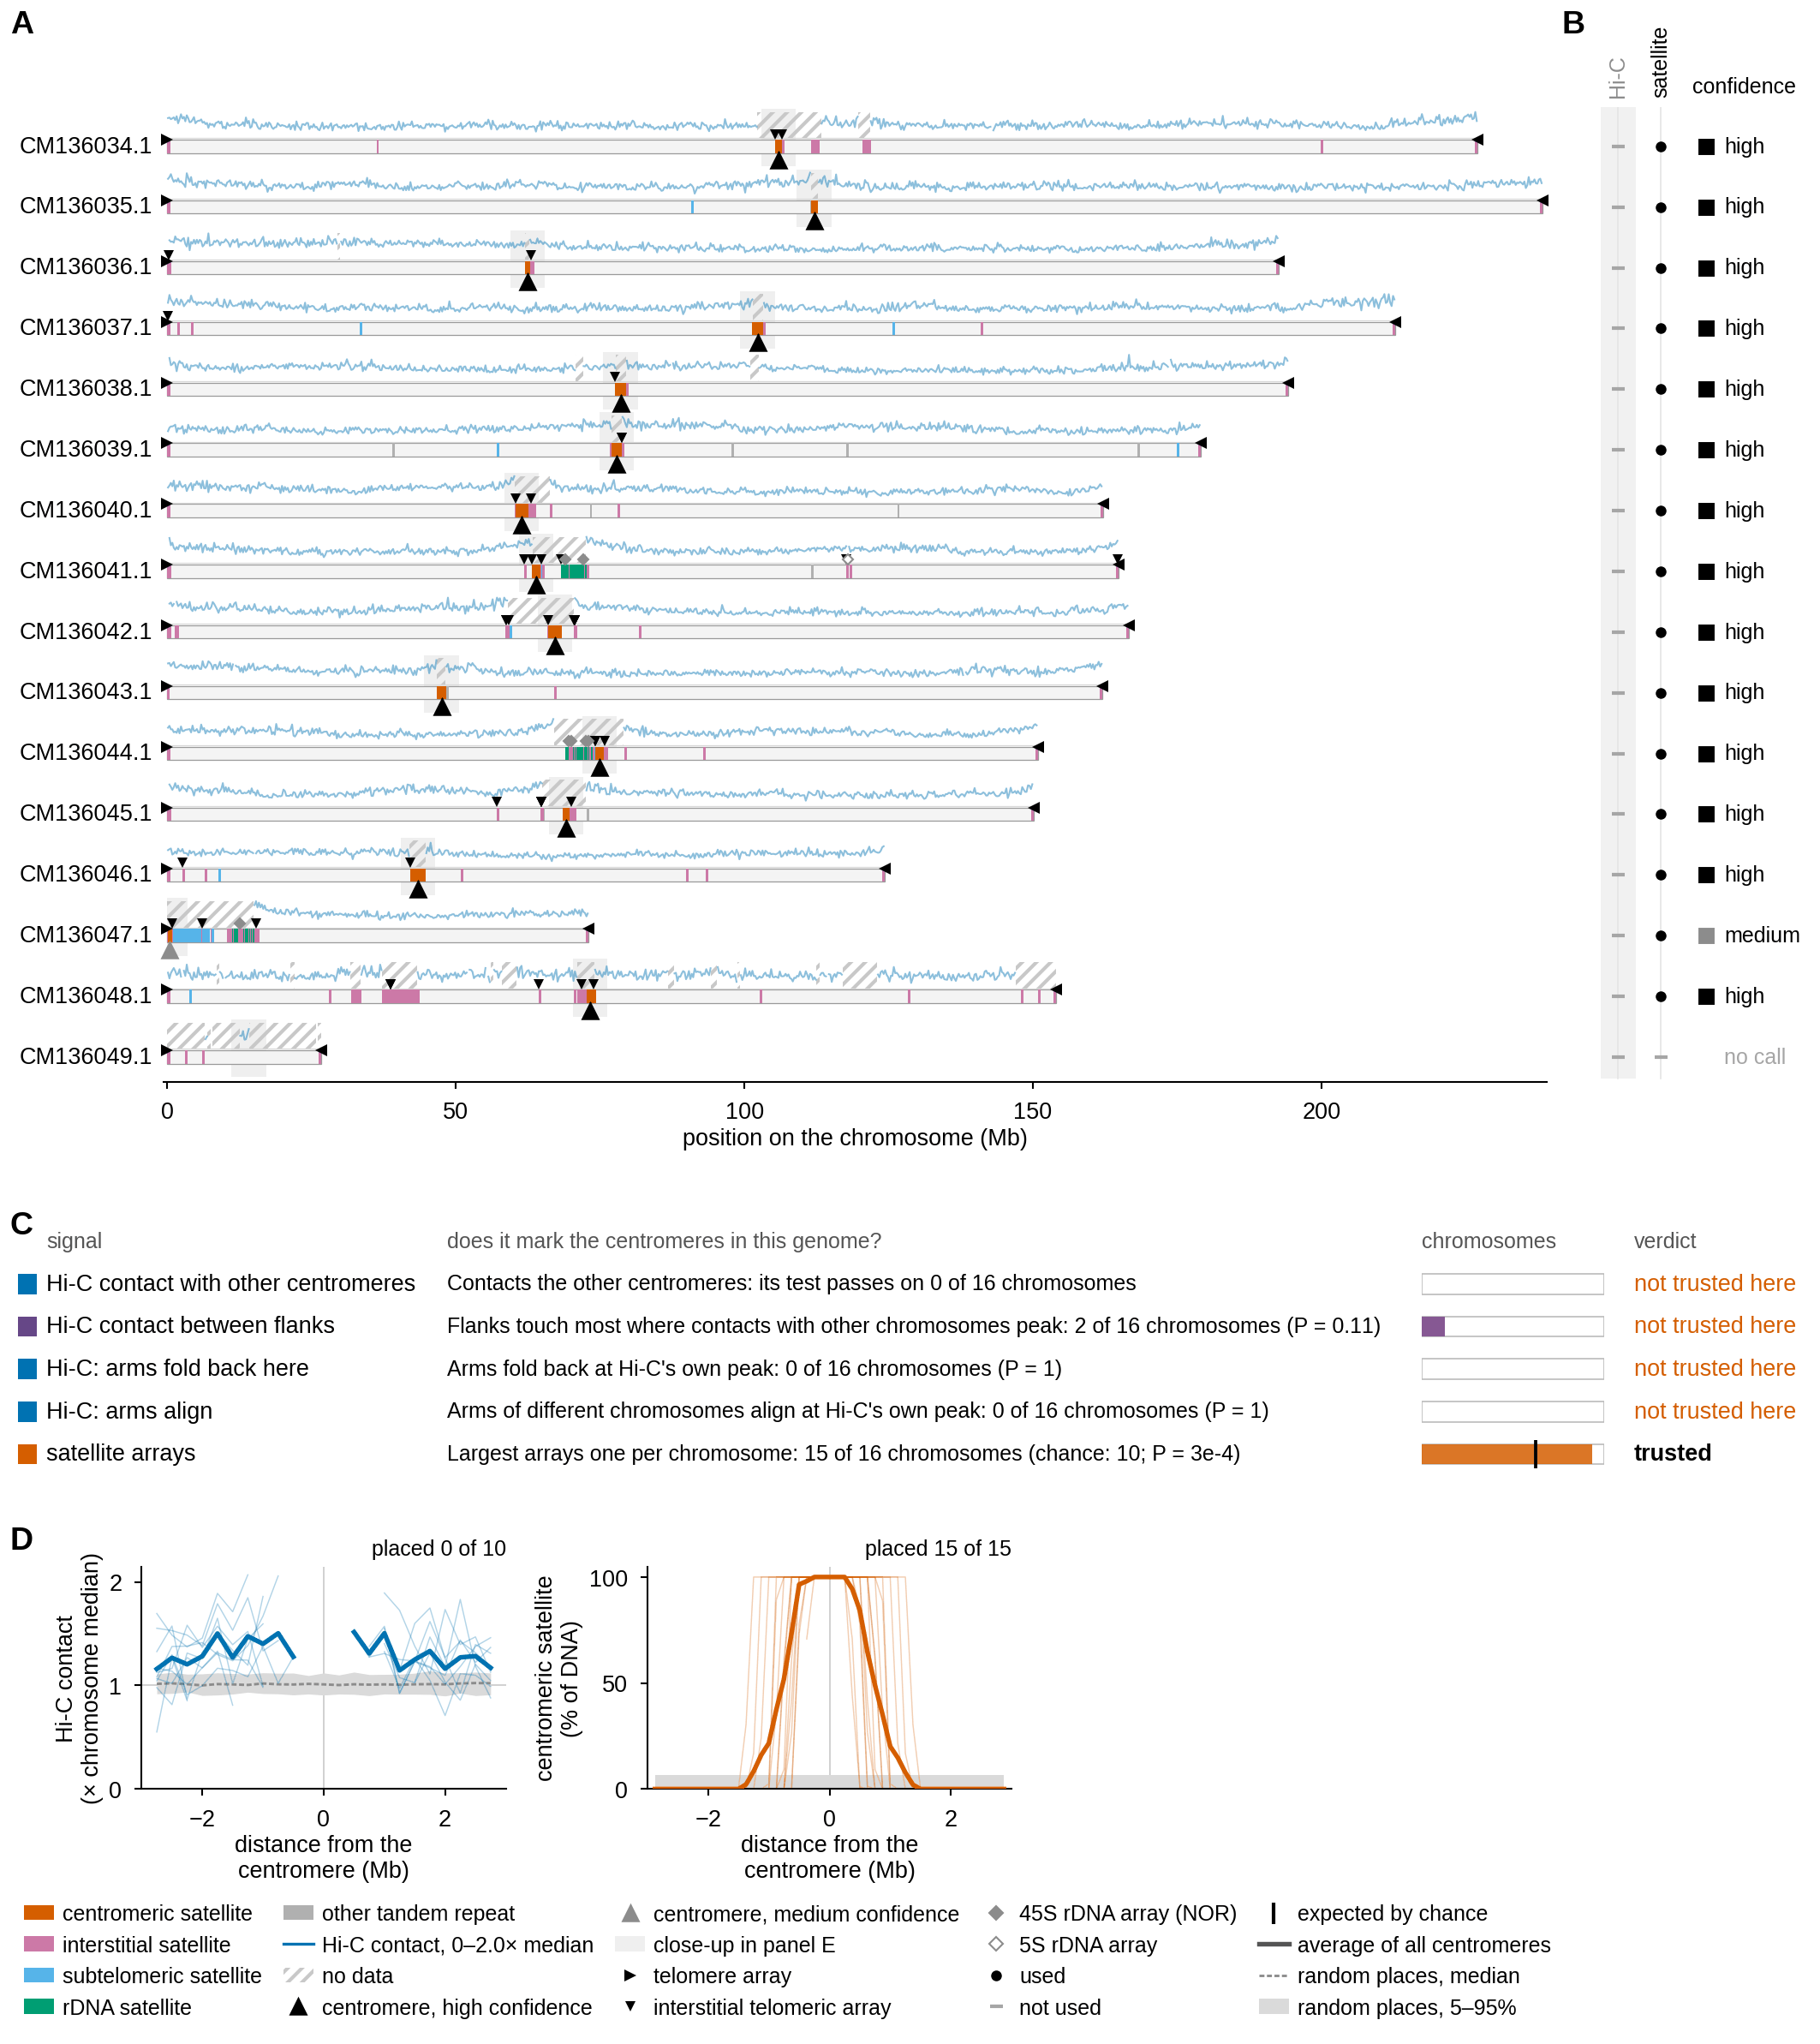 A
B
Hi-C
satellite
confidence
CM136034.1
high
CM136035.1
high
CM136036.1
high
CM136037.1
high
CM136038.1
high
CM136039.1
high
CM136040.1
high
CM136041.1
high
CM136042.1
high
CM136043.1
high
CM136044.1
high
CM136045.1
high
CM136046.1
high
CM136047.1
medium
CM136048.1
high
CM136049.1
no call
0
50
100
150
200
position on the chromosome (Mb)
C
signal
does it mark the centromeres in this genome?
chromosomes
verdict
Hi-C contact with other centromeres
Contacts the other centromeres: its test passes on 0 of 16 chromosomes
not trusted here
Hi-C contact between flanks
Flanks touch most where contacts with other chromosomes peak: 2 of 16 chromosomes (P = 0.11)
not trusted here
Hi-C: arms fold back here
Arms fold back at Hi-C's own peak: 0 of 16 chromosomes (P = 1)
not trusted here
Hi-C: arms align
Arms of different chromosomes align at Hi-C's own peak: 0 of 16 chromosomes (P = 1)
not trusted here
satellite arrays
Largest arrays one per chromosome: 15 of 16 chromosomes (chance: 10; P = 3e-4)
trusted
D
placed 0 of 10
Hi-C contact
(× chromosome median)
2
1
0
−2
0
2
distance from the
centromere (Mb)
placed 15 of 15
centromeric satellite
(% of DNA)
100
50
0
−2
0
2
distance from the
centromere (Mb)
centromeric satellite
interstitial satellite
subtelomeric satellite
rDNA satellite
other tandem repeat
Hi-C contact, 0–2.0× median
no data
centromere, high confidence
centromere, medium confidence
close-up in panel E
telomere array
interstitial telomeric array
45S rDNA array (NOR)
5S rDNA array
used
not used
expected by chance
average of all centromeres
random places, median
random places, 5–95%